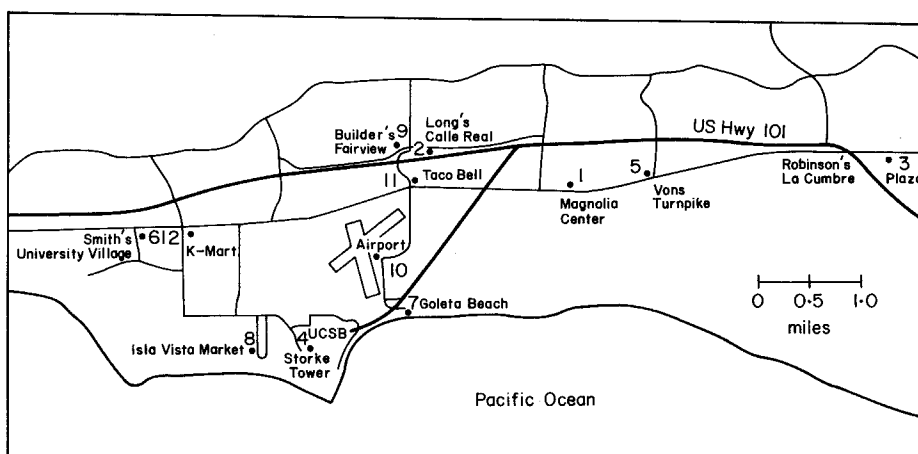 US Hwy 101
Builder's
Fairview
9
Long's
Calle Real
2
11
Taco Bell
1
Magnolia
Center
5
Vons
Turnpike
Robinson's
La Cumbre
3
Plaza
Smith's
University Village
612
K-Mart
Airport
10
7
Goleta Beach
0 0·5 1·0
miles
8
Isla Vista Market
4
UCSB
Storke
Tower
Pacific Ocean